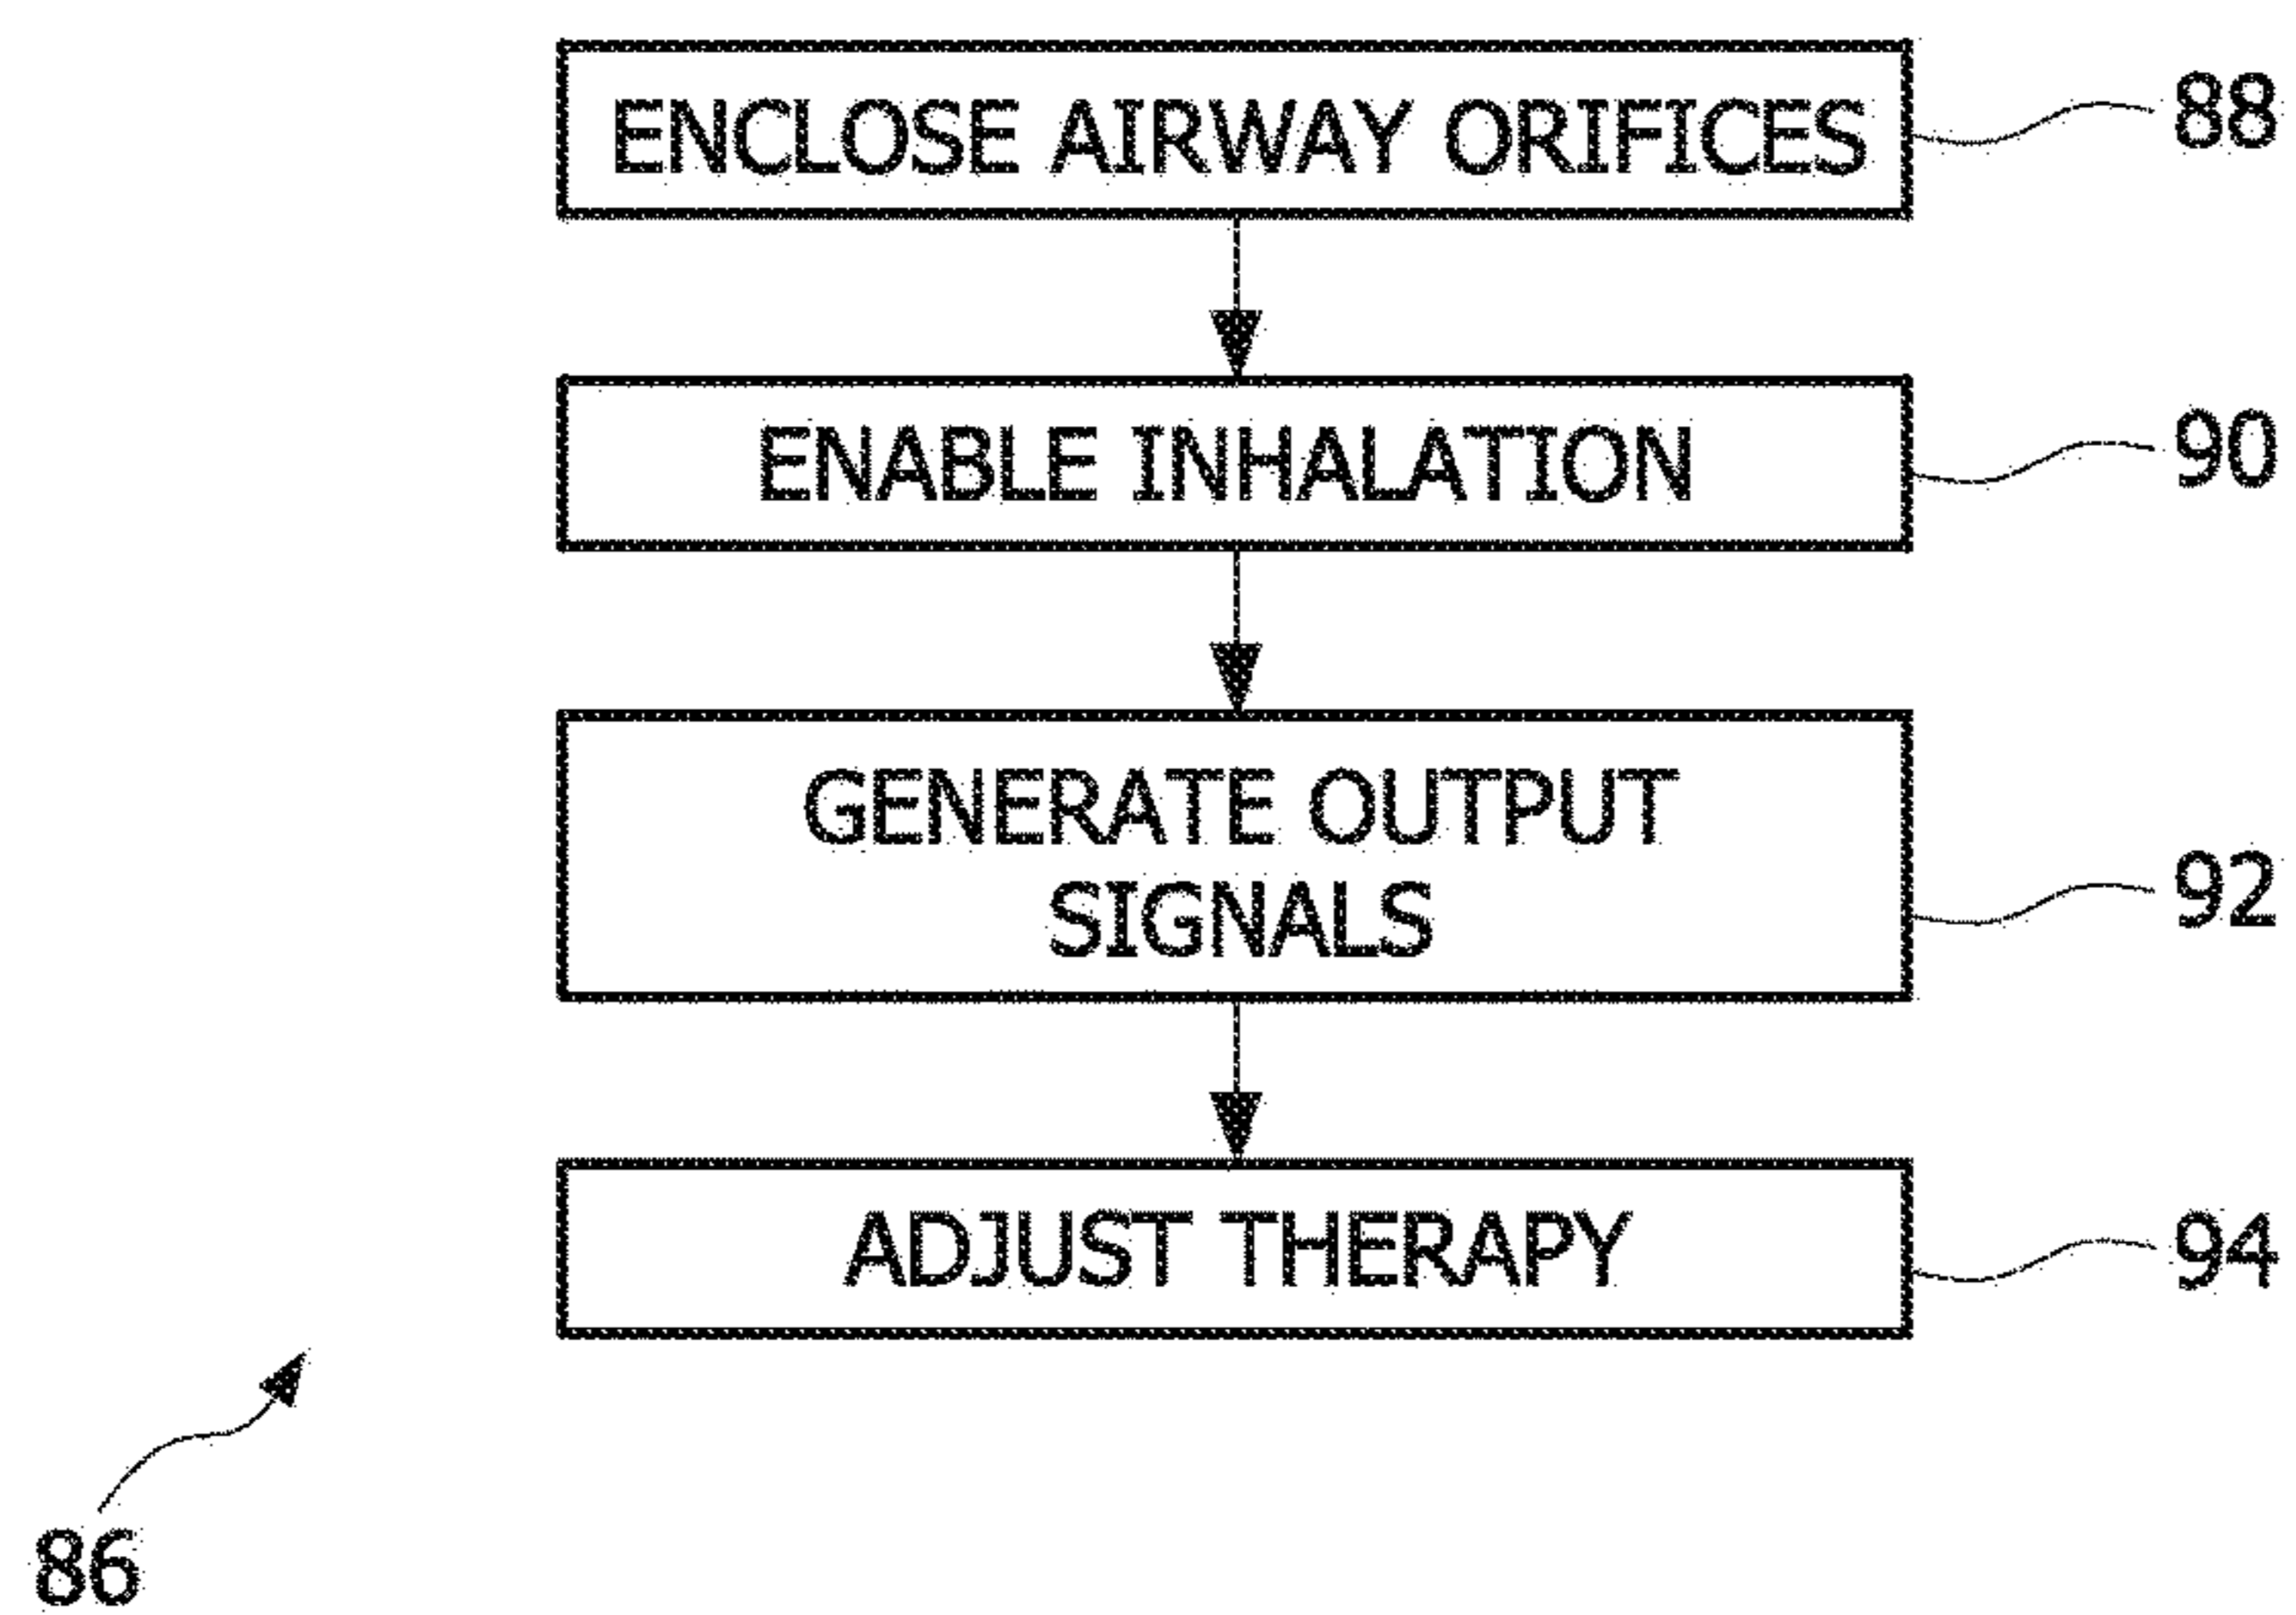 ENCLOSE AIRWAY ORIFICES
88
ENABLE INHALATION
90
GENERATE OUTPUT
SIGNALS
92
ADJUST THERAPY
94
86